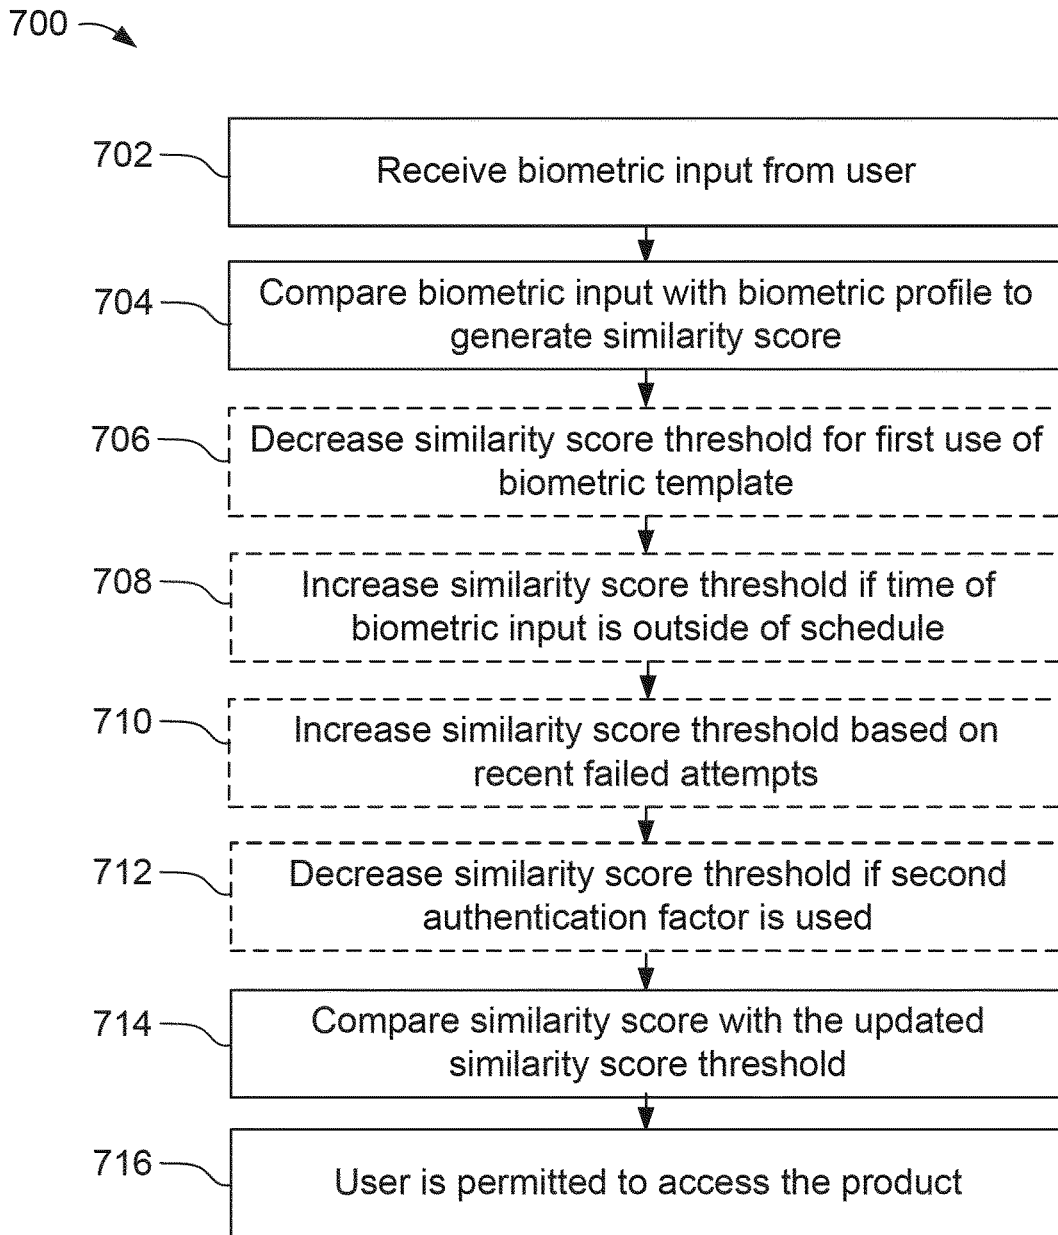 700
702
Receive biometric input from user
704
Compare biometric input with biometric profile to
generate similarity score
706
Decrease similarity score threshold for first use of
biometric template
708
Increase similarity score threshold if time of
biometric input is outside of schedule
710
Increase similarity score threshold based on
recent failed attempts
712
Decrease similarity score threshold if second
authentication factor is used
714
Compare similarity score with the updated
similarity score threshold
716
User is permitted to access the product